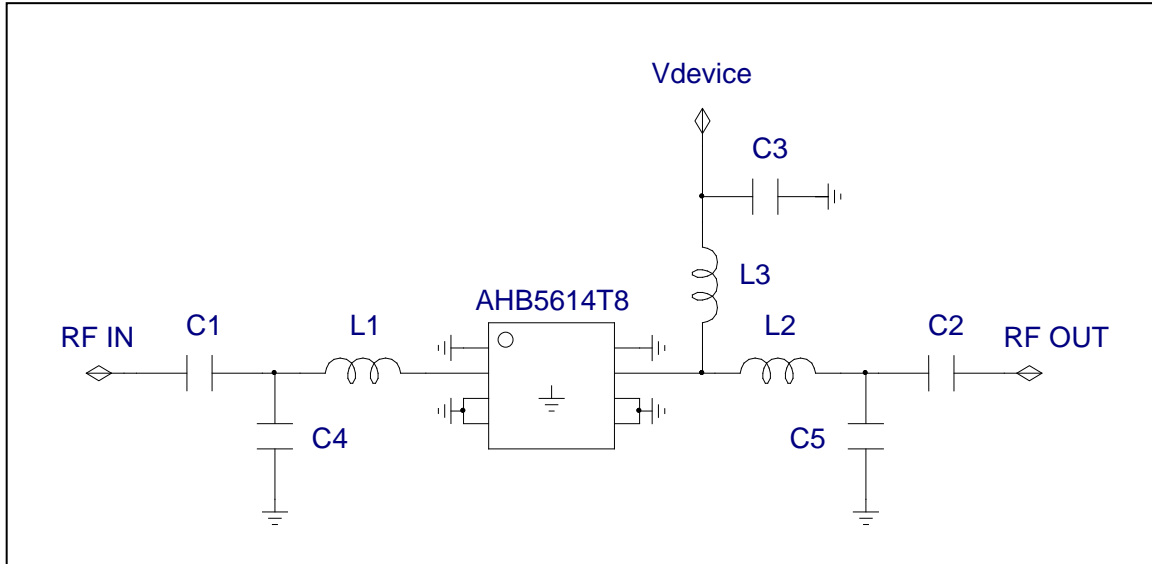 Vdevice
C3
L3
AHB5614T8
RF IN
C1
L1
L2
C2
RF OUT
C4
C5